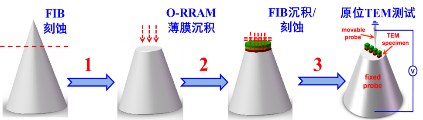 FIB
刻蚀
1
O-RRAM
薄膜沉积
2
FIB沉积/
刻蚀
3
原位TEM测试
movable
probe
TEM
specimen
fixed
probe
V